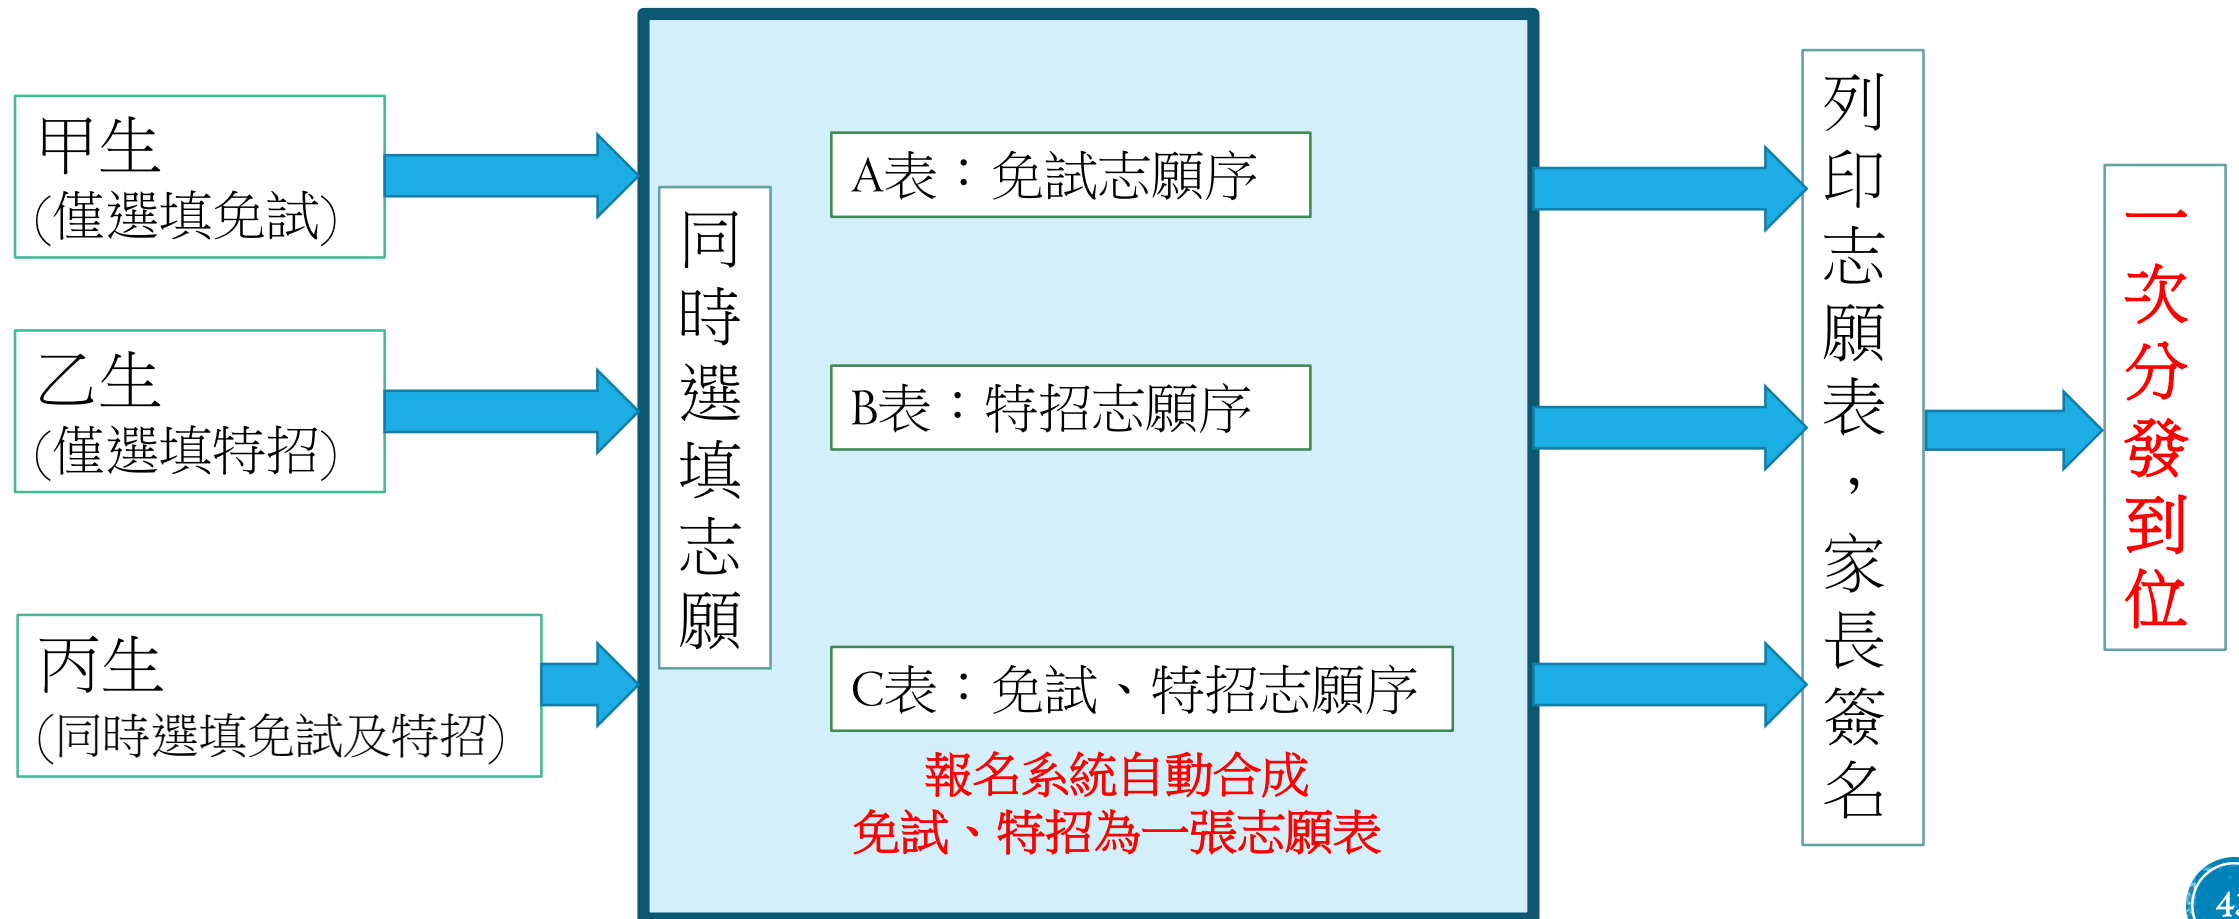 甲生
(僅選填免試)
乙生
(僅選填特招)
丙生
(同時選填免試及特招)
同時選填志願
A表：免試志願序
B表：特招志願序
C表：免試、特招志願序
報名系統自動合成
免試、特招為一張志願表
列印志願表，家長簽名
一次分發到位